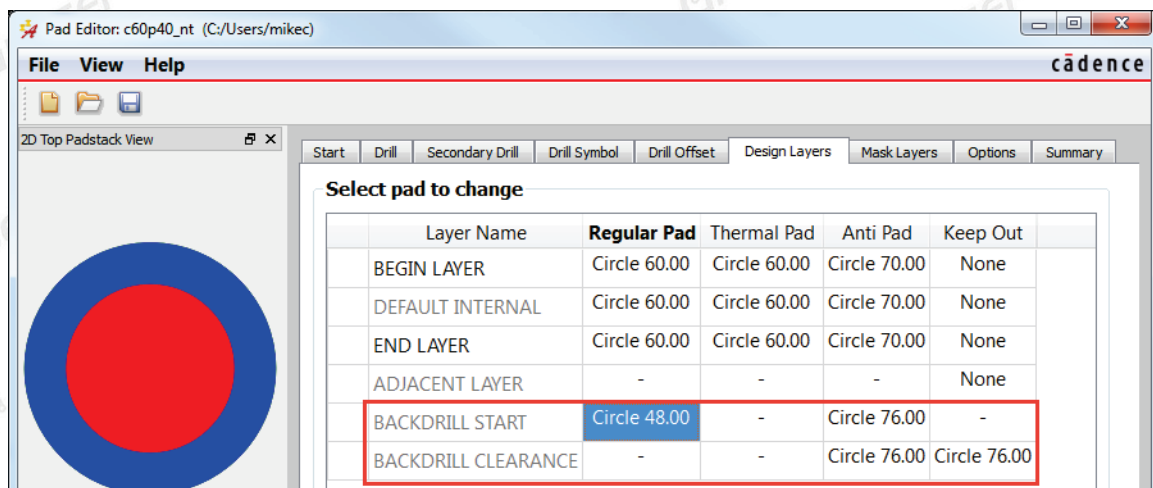 Pad Editor: c60p40_nt (C:/Users/mikec)
File View Help
cādence
2D Top Padstack View
Start Drill Secondary Drill Drill Symbol Drill Offset Design Layers Mask Layers Options Summary
Select pad to change
Layer Name Regular Pad Thermal Pad Anti Pad Keep Out
BEGIN LAYER Circle 60.00 Circle 60.00 Circle 70.00 None
DEFAULT INTERNAL Circle 60.00 Circle 60.00 Circle 70.00 None
END LAYER Circle 60.00 Circle 60.00 Circle 70.00 None
ADJACENT LAYER - - - None
BACKDRILL START Circle 48.00 - Circle 76.00 -
BACKDRILL CLEARANCE - - Circle 76.00 Circle 76.00